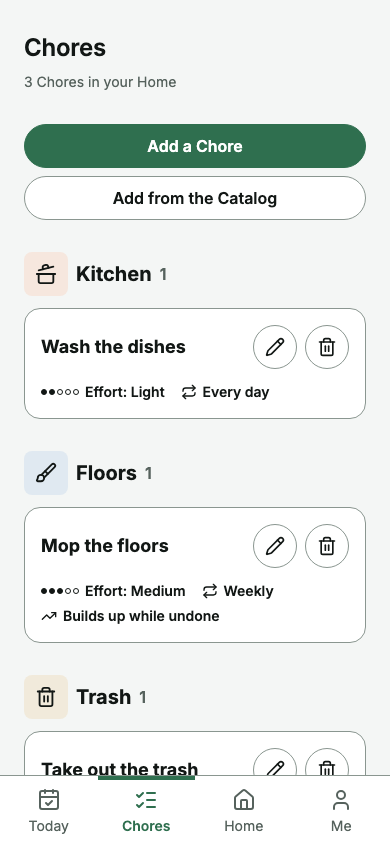 Chores
3 Chores in your Home
Add a Chore
Add from the Catalog
Kitchen 1
Wash the dishes
Effort: Light Every day
Floors 1
Mop the floors
Effort: Medium Weekly
Builds up while undone
Trash 1
Take out the trash
Today Chores Home Me